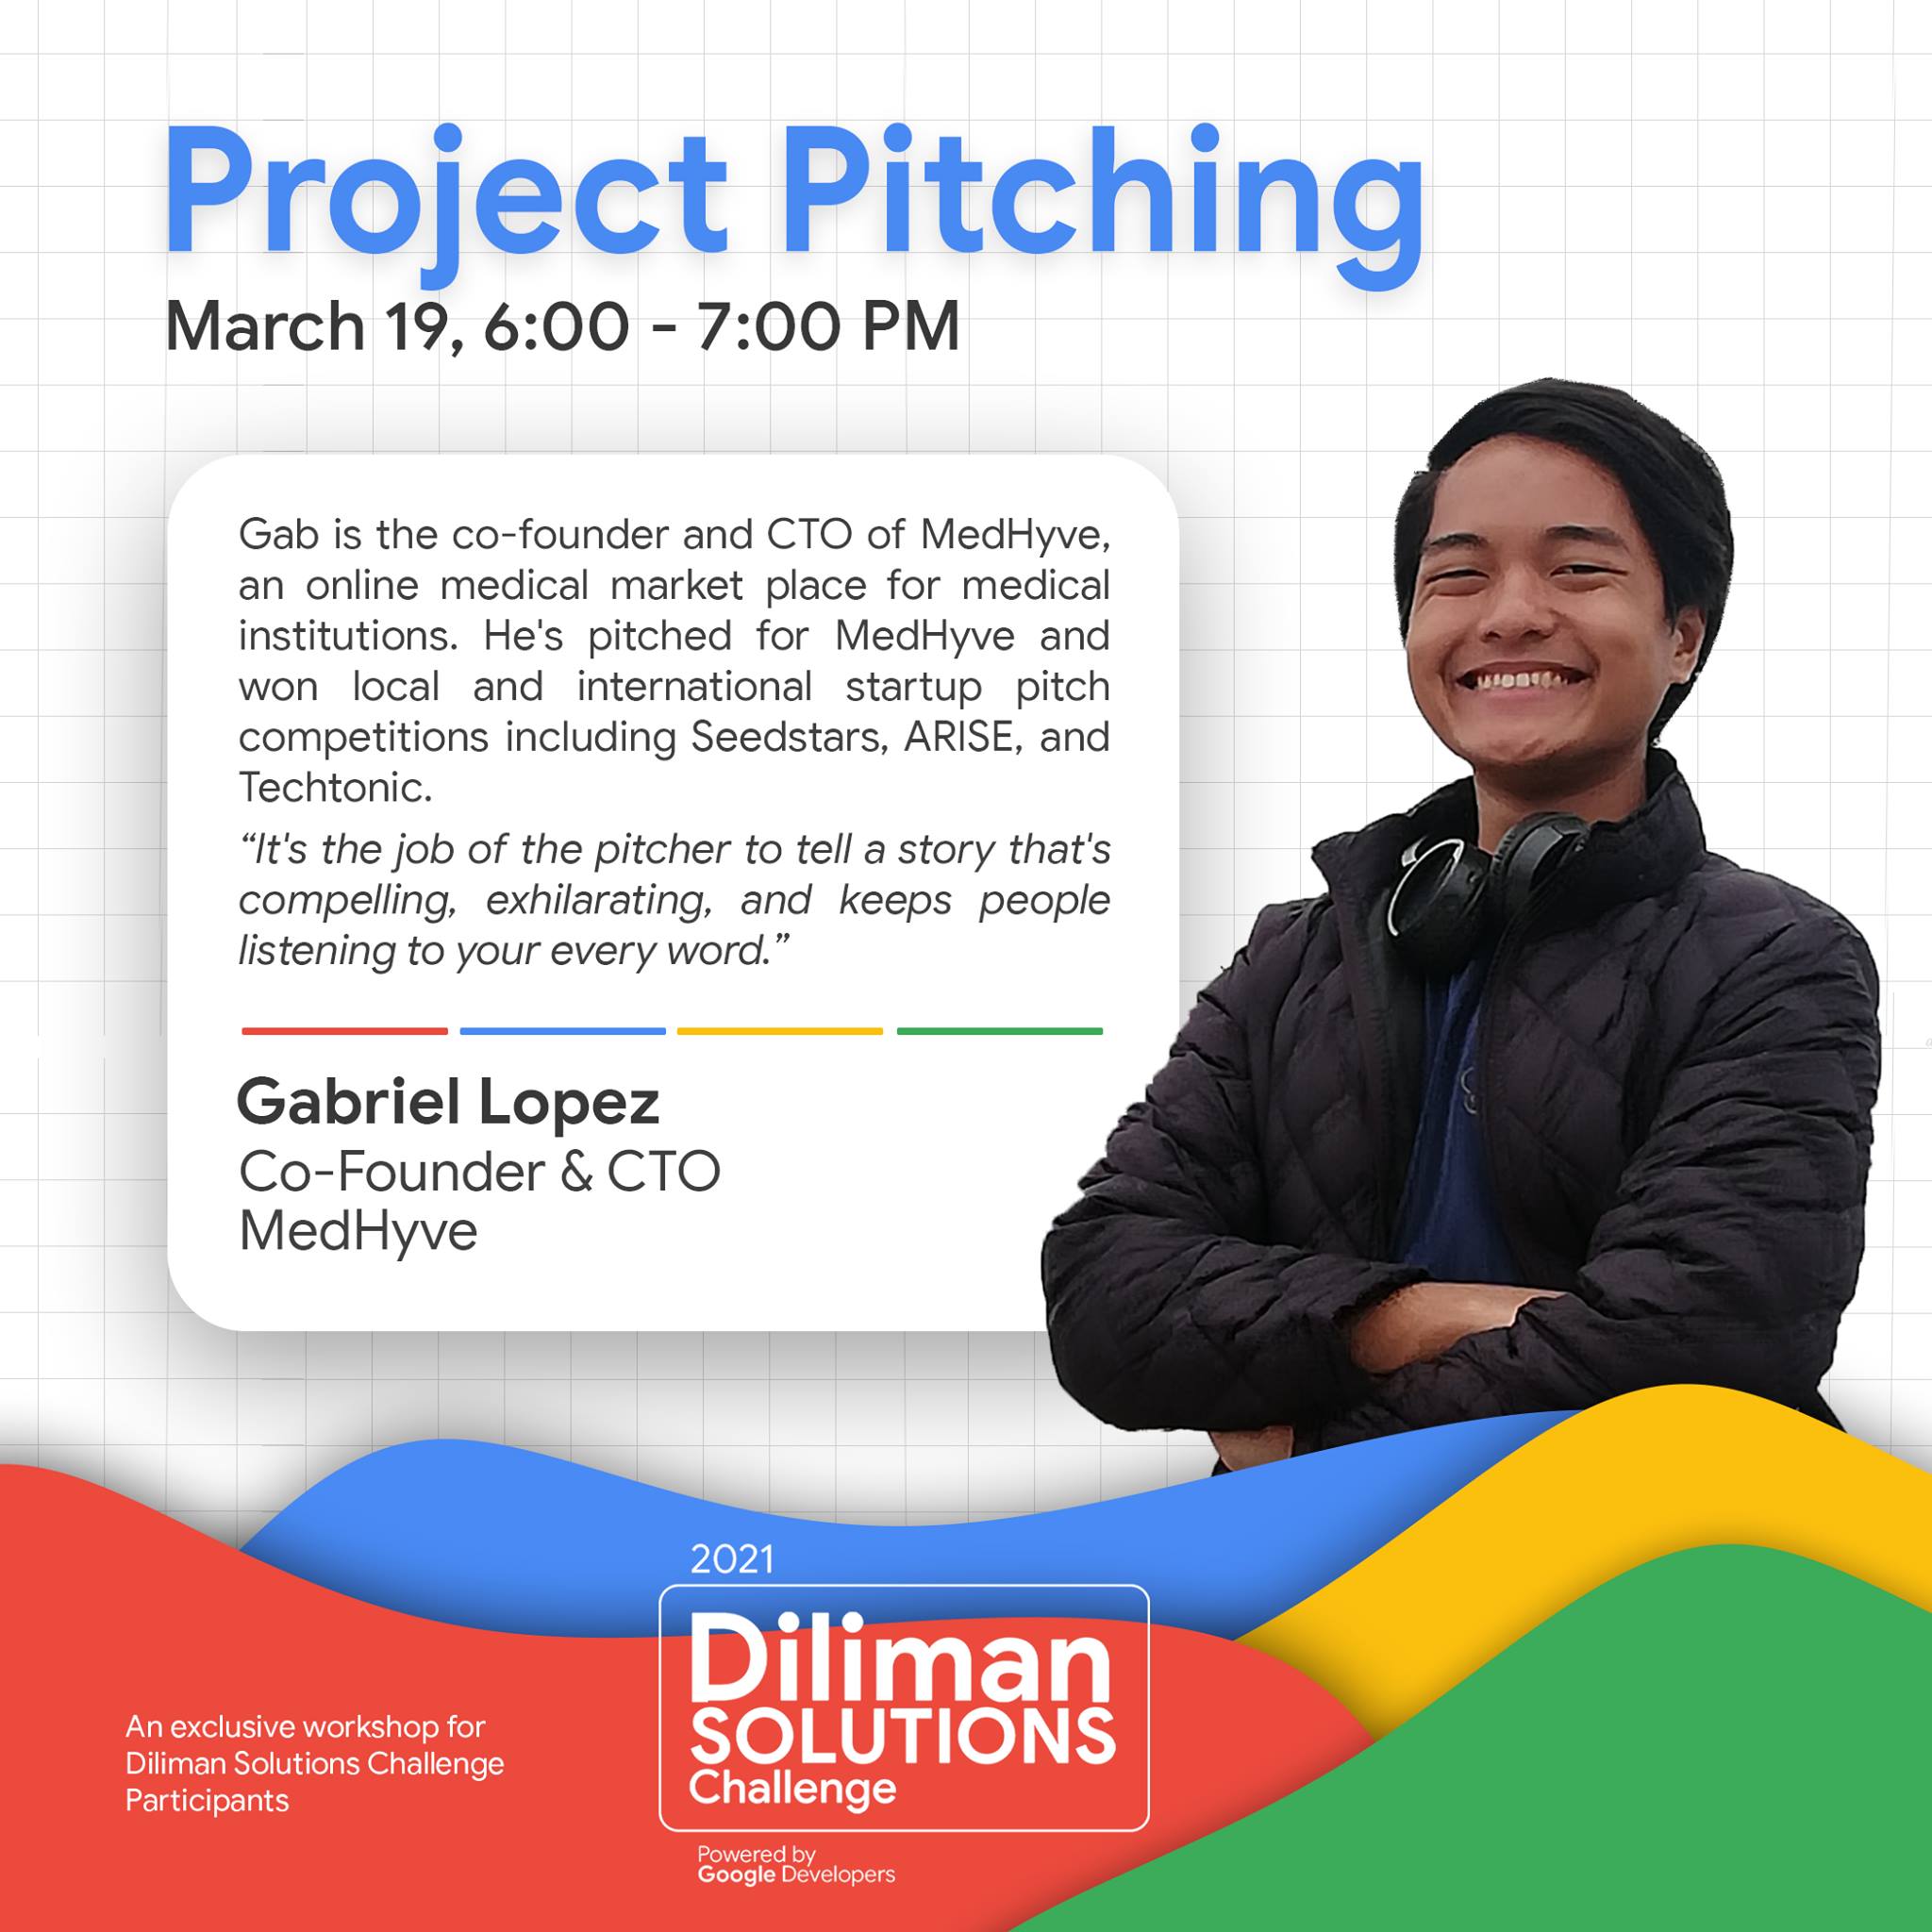 Project Pitching
March 19, 6:00 - 7:00 PM
Gab is the co-founder and CTO of MedHyve,
an online medical market place for medical
institutions. He's pitched for MedHyve and
won local and international startup pitch
competitions including Seedstars, ARISE, and
Techtonic.
“It's the job of the pitcher to tell a story that's
compelling, exhilarating, and keeps people
listening to your every word.”
Gabriel Lopez
Co-Founder & CTO
MedHyve
2021
Diliman
SOLUTIONS
Challenge
An exclusive workshop for
Diliman Solutions Challenge
Participants
Powered by
Google Developers